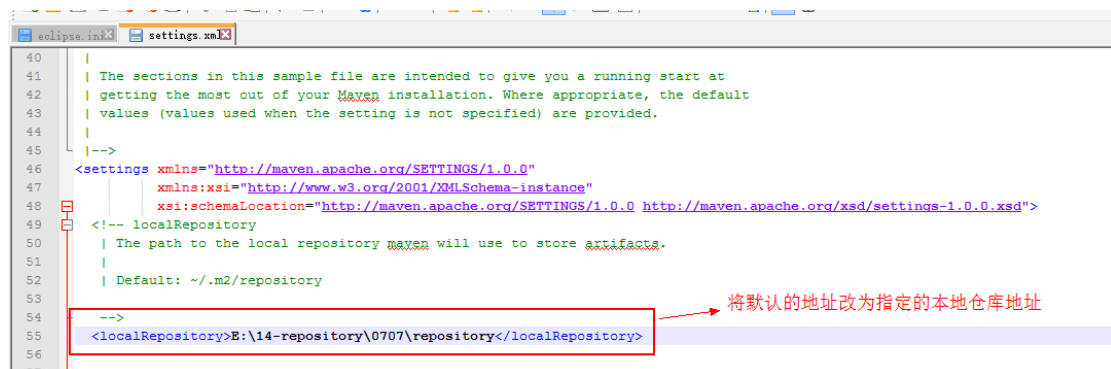 eclipse.ini settings.xml
40 |
41 | The sections in this sample file are intended to give you a running start at
42 | getting the most out of your Maven installation. Where appropriate, the default
43 | values (values used when the setting is not specified) are provided.
44 |
45 |-->
46 <settings xmlns="http://maven.apache.org/SETTINGS/1.0.0"
47 xmlns:xsi="http://www.w3.org/2001/XMLSchema-instance"
48 xsi:schemaLocation="http://maven.apache.org/SETTINGS/1.0.0 http://maven.apache.org/xsd/settings-1.0.0.xsd">
49 <!-- localRepository
50 | The path to the local repository maven will use to store artifacts.
51 |
52 | Default: ~/.m2/repository
53
将默认的地址改为指定的本地仓库地址
54 -->
55 <localRepository>E:\14-repository\0707\repository</localRepository>
56